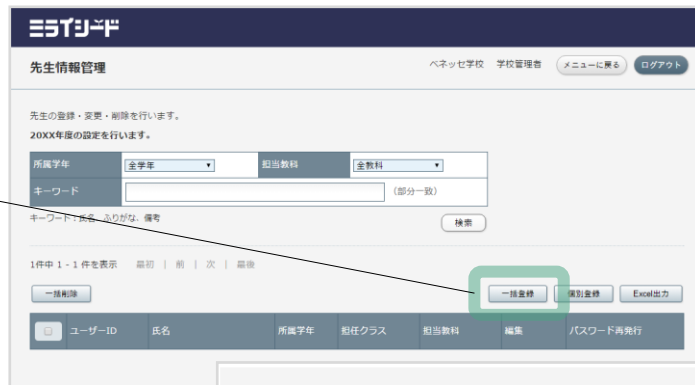 ミライシード
先生情報管理 ベネッセ学校 学校管理者 メニューに戻る ログアウト
先生の登録・変更・削除を行います。
20XX年度の設定を行います。
所属学年 全学年 担当教科 全教科
キーワード (部分一致)
キーワード：氏名、ふりがな、備考 検索
1件中 1 - 1 件を表示 最初 | 前 | 次 | 最後
一括削除 一括登録 個別登録 Excel出力
ユーザーID 氏名 所属学年 担任クラス 担当教科 編集 パスワード再発行